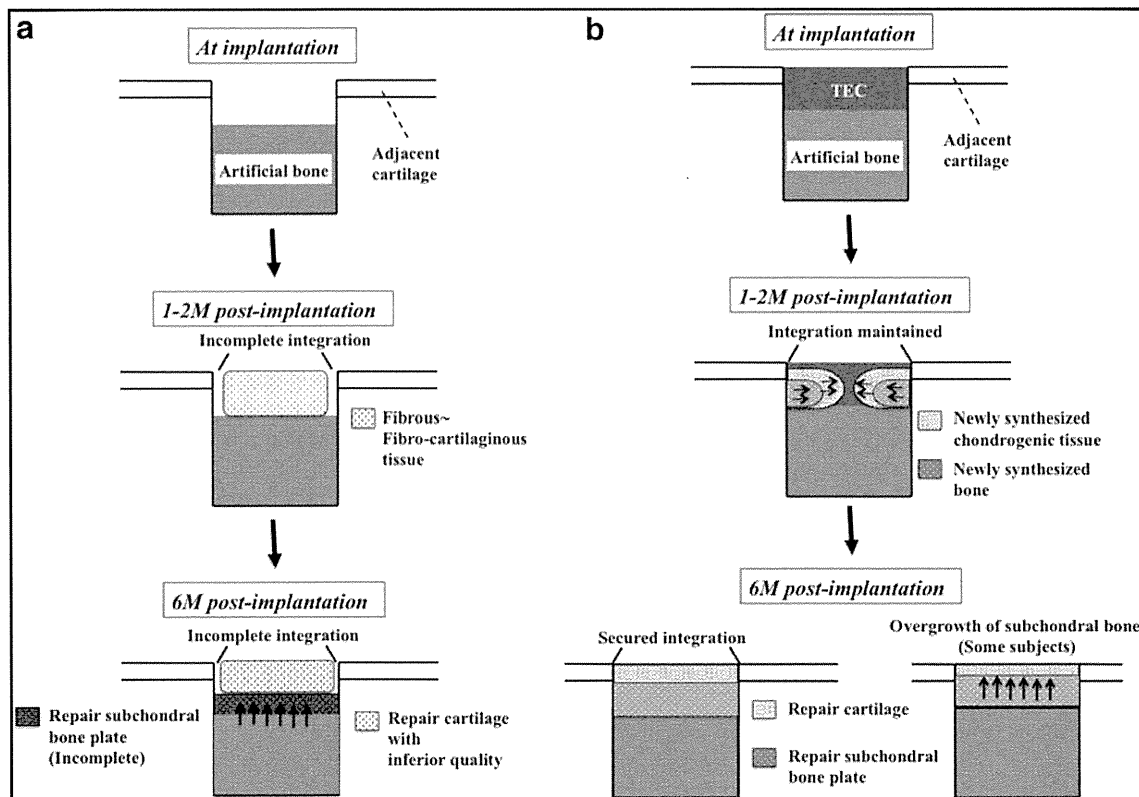 a
At implantation
Artificial bone
Adjacent
cartilage
1-2M post-implantation
Incomplete integration
Fibrous~
Fibro-cartilaginous
tissue
6M post-implantation
Incomplete integration
Repair subchondral
bone plate
(Incomplete)
Repair cartilage
with
inferior quality
b
At implantation
TEC
Artificial bone
Adjacent
cartilage
1-2M post-implantation
Integration maintained
Newly synthesized
chondrogenic tissue
Newly synthesized
bone
6M post-implantation
Secured integration
Overgrowth of subchondral bone
(Some subjects)
Repair cartilage
Repair subchondral
bone plate